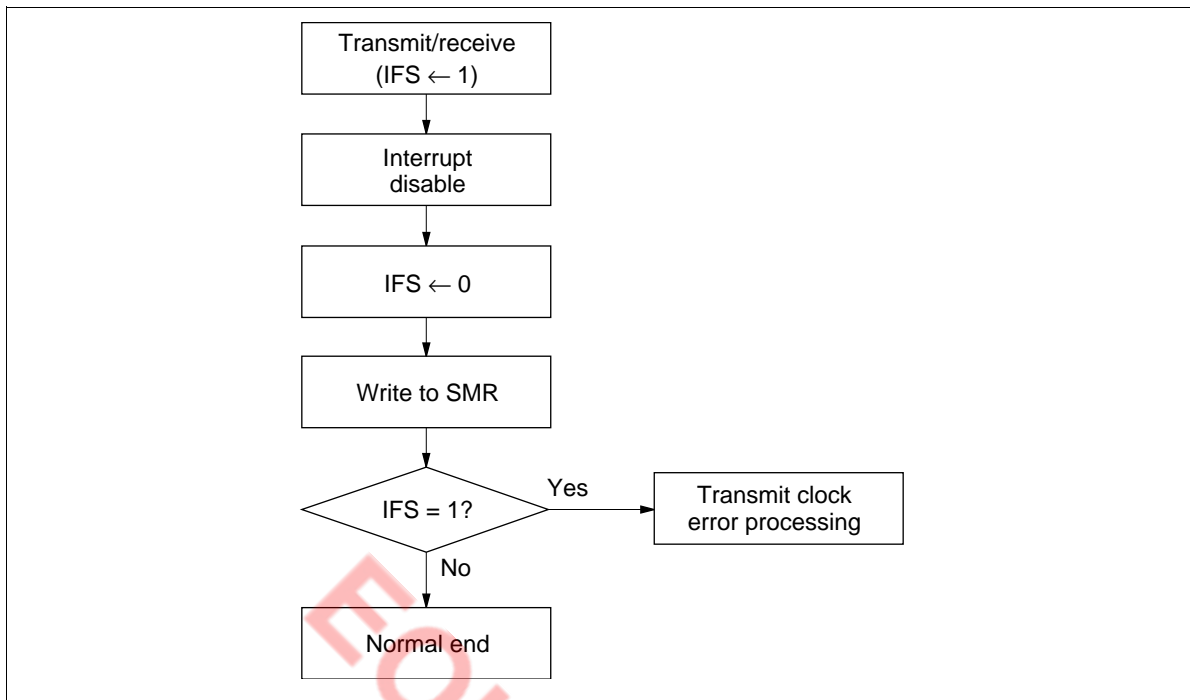 Transmit/receive
(IFS ← 1)
Interrupt
disable
IFS ← 0
Write to SMR
IFS = 1?
Yes
Transmit clock
error processing
No
Normal end